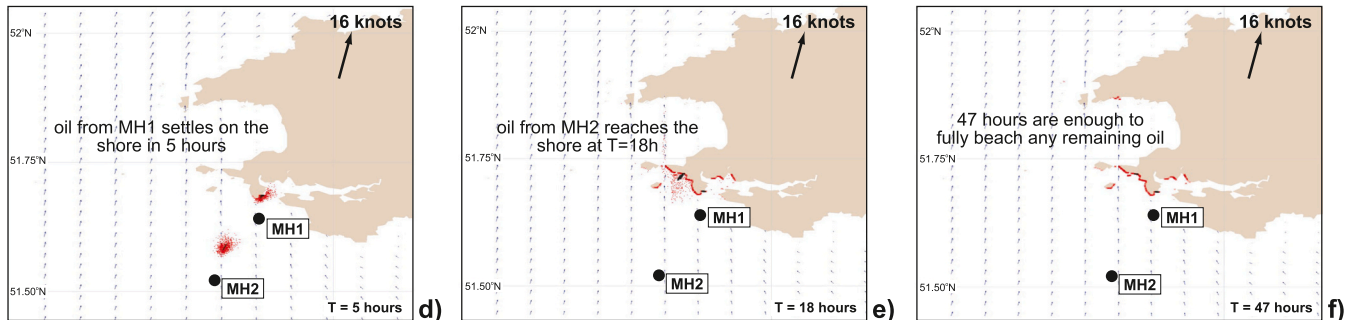 16 knots
52°N
oil from MH1 settles on the
shore in 5 hours
51.75°N
MH1
MH2
51.50°N
T = 5 hours
d)
16 knots
52°N
oil from MH2 reaches the
shore at T=18h
51.75°N
MH1
MH2
51.50°N
T = 18 hours
e)
16 knots
52°N
47 hours are enough to
fully beach any remaining oil
51.75°N
MH1
MH2
51.50°N
T = 47 hours
f)